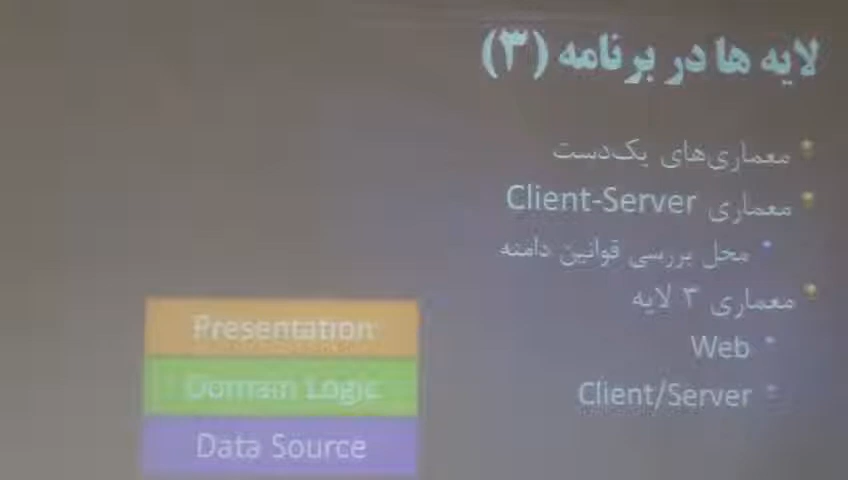 لایه ها در برنامه (۳)
معماری‌های یک‌دست
معماری Client-Server
محل بررسی قوانین دامنه
معماری ۳ لایه
Web
Client/Server
Presentation
Domain Logic
Data Source